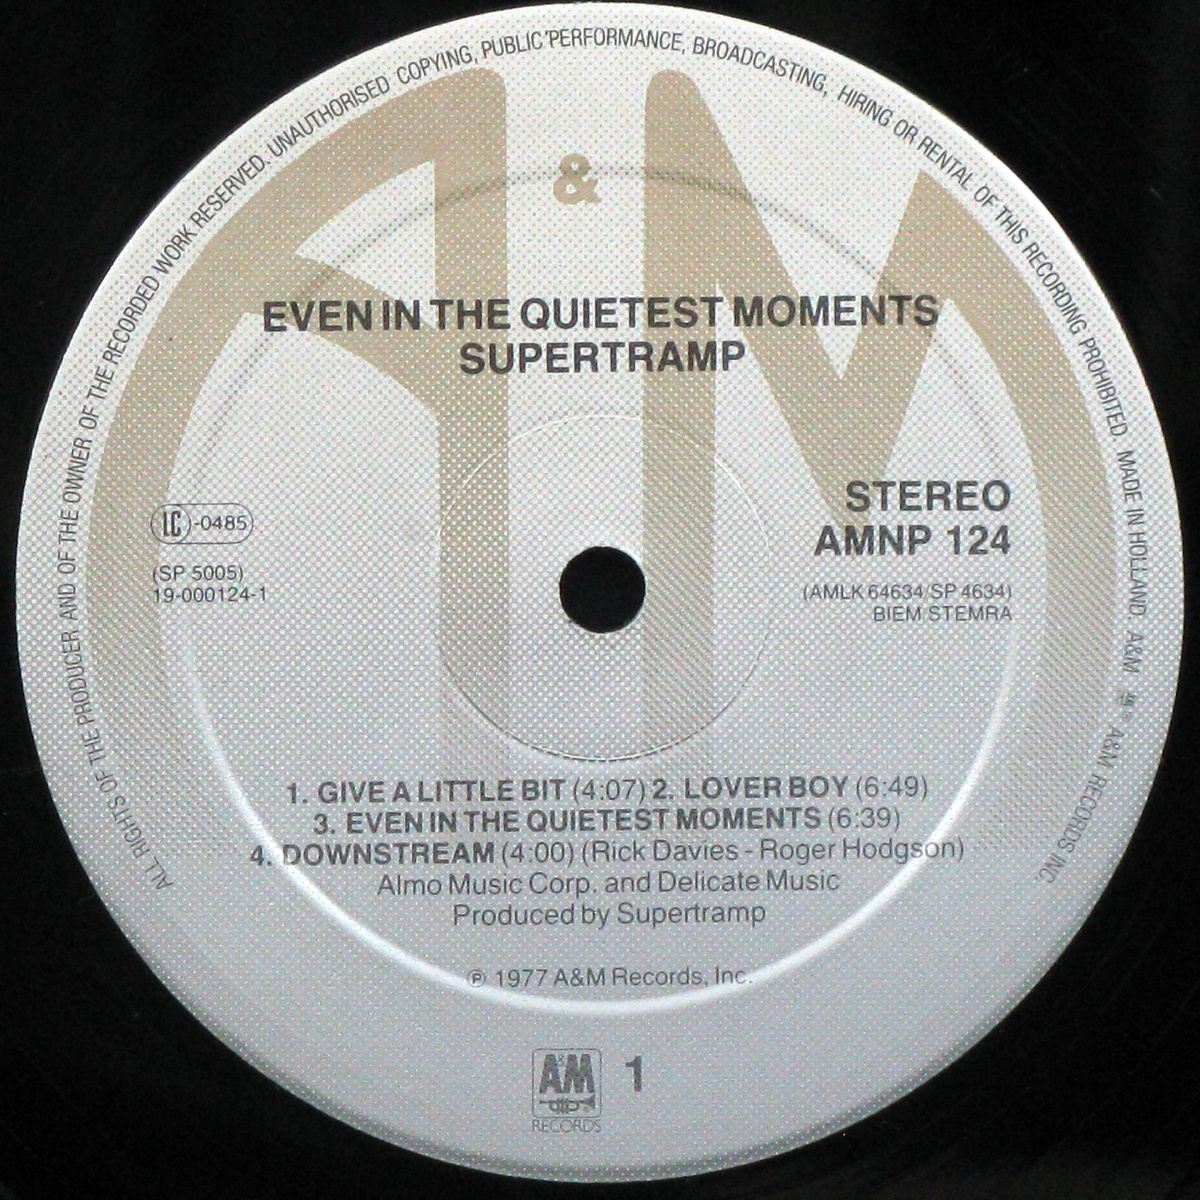 ALL RIGHTS OF THE PRODUCER AND OF THE OWNER OF THE RECORDED WORK RESERVED. UNAUTHORISED COPYING, PUBLIC PERFORMANCE, BROADCASTING, HIRING OR RENTAL OF THIS RECORDING PROHIBITED. MADE IN HOLLAND. A&M ® A&M RECORDS INC
&
EVEN IN THE QUIETEST MOMENTS
SUPERTRAMP
LC -0485
(SP 5005)
19-000124-1
STEREO
AMNP 124
(AMLK 64634/SP 4634)
BIEM STEMRA
1. GIVE A LITTLE BIT (4:07) 2. LOVER BOY (6:49)
3. EVEN IN THE QUIETEST MOMENTS (6:39)
4. DOWNSTREAM (4:00) (Rick Davies - Roger Hodgson)
Almo Music Corp. and Delicate Music
Produced by Supertramp
℗ 1977 A&M Records, Inc.
A&M 1
RECORDS